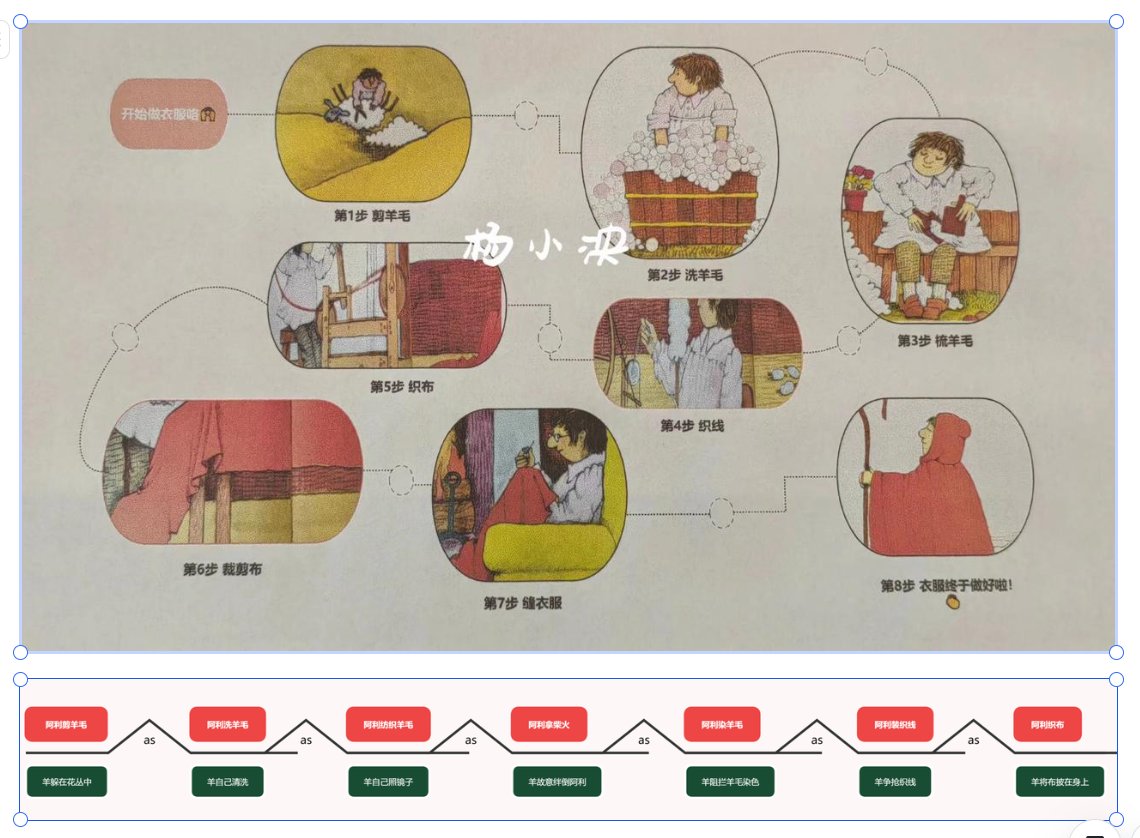 开始做衣服咯
第1步 剪羊毛
第2步 洗羊毛
第3步 梳羊毛
杨小染
第5步 织布
第4步 织线
第6步 裁剪布
第7步 缝衣服
第8步 衣服终于做好啦！
阿利剪羊毛
as
阿利洗羊毛
as
阿利纺织羊毛
as
阿利拿柴火
as
阿利染羊毛
as
阿利装织线
as
阿利织布
羊躲在花丛中
羊自己清洗
羊自己照镜子
羊故意绊倒阿利
羊阻拦羊毛染色
羊争抢织线
羊将布披在身上